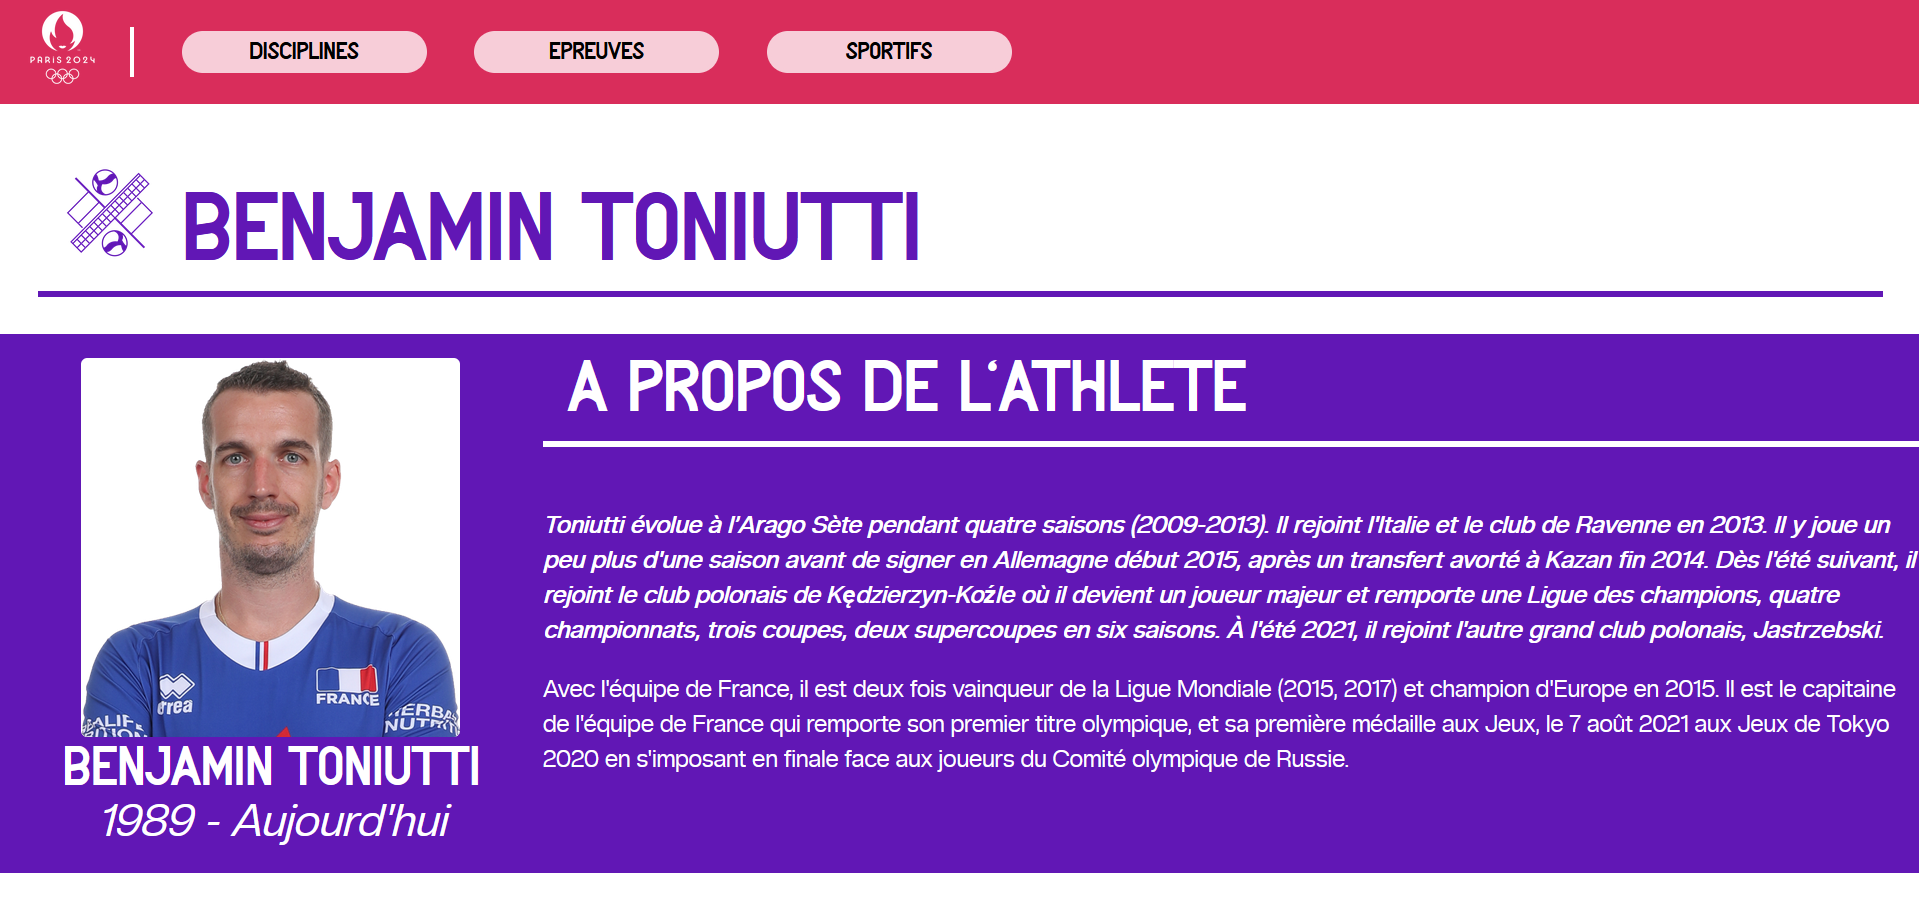 PARIS 2024
DISCIPLINES
EPREUVES
SPORTIFS
BENJAMIN TONIUTTI
A PROPOS DE L'ATHLETE
Toniutti évolue à l'Arago Sète pendant quatre saisons (2009-2013). Il rejoint l'Italie et le club de Ravenne en 2013. Il y joue un
peu plus d'une saison avant de signer en Allemagne début 2015, après un transfert avorté à Kazan fin 2014. Dès l'été suivant, il
rejoint le club polonais de Kędzierzyn-Koźle où il devient un joueur majeur et remporte une Ligue des champions, quatre
championnats, trois coupes, deux supercoupes en six saisons. À l'été 2021, il rejoint l'autre grand club polonais, Jastrzebski.
Avec l'équipe de France, il est deux fois vainqueur de la Ligue Mondiale (2015, 2017) et champion d'Europe en 2015. Il est le capitaine
de l'équipe de France qui remporte son premier titre olympique, et sa première médaille aux Jeux, le 7 août 2021 aux Jeux de Tokyo
2020 en s'imposant en finale face aux joueurs du Comité olympique de Russie.
FRANCE
BENJAMIN TONIUTTI
1989 - Aujourd'hui